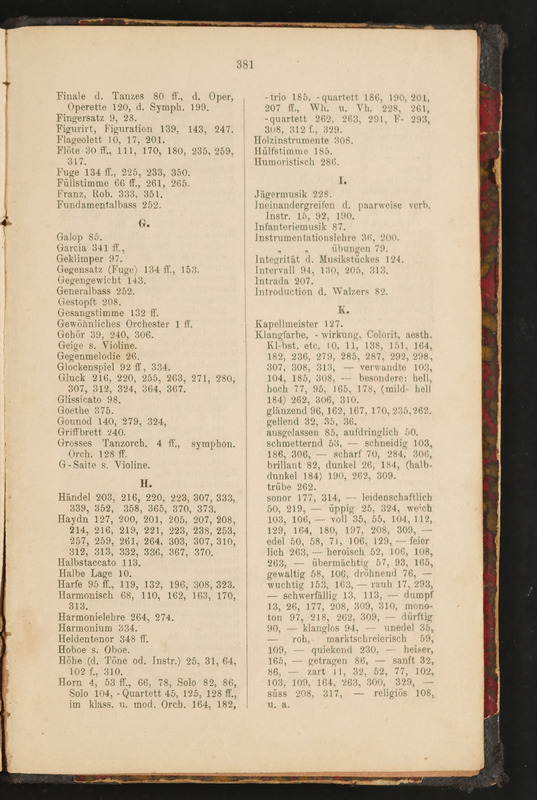 381
Finale d. Tanzes 80 ff., d. Oper,
Operette 120, d. Symph. 199.
Fingersatz 9, 28.
Figurirt, Figuration 139, 143, 247.
Flageolett 10, 17, 201.
Flöte 30 ff., 111, 170, 180, 235, 259,
317.
Fuge 134 ff., 225, 233, 350.
Füllstimme 66 ff., 261, 265.
Franz, Rob. 333, 351.
Fundamentalbass 252.
G.
Galop 85.
Garcia 341 ff.,
Geklimper 97.
Gegensatz (Fuge) 134 ff., 153.
Gegengewicht 143.
Generalbass 252.
Gestopft 208.
Gesangstimme 132 ff.
Gewöhnliches Orchester 1 ff.
Gehör 39, 240, 306.
Geige s. Violine.
Gegenmelodie 26.
Glockenspiel 92 ff., 334.
Gluck 216, 220, 255, 263, 271, 280,
307, 312, 324, 364, 367.
Glissicato 98.
Goethe 375.
Gounod 140, 279, 324,
Griffbrett 240.
Grosses Tanzorch. 4 ff., symphon.
Orch. 128 ff.
G-Saite s. Violine.
H.
Händel 203, 216, 220, 223, 307, 333,
339, 352, 358, 365, 370, 373.
Haydn 127, 200, 201, 205, 207, 208,
214, 216, 219, 221, 223, 238, 253,
257, 259, 261, 264, 303, 307, 310,
312, 313, 332, 336, 367, 370.
Halbstaccato 113.
Halbe Lage 10.
Harfe 95 ff., 119, 132, 196, 308, 323.
Harmonisch 68, 110, 162, 163, 170,
313.
Harmonielehre 264, 274.
Harmonium 334.
Heldentenor 348 ff.
Hoboe s. Oboe.
Höhe (d. Töne od. Instr.) 25, 31, 64,
102 f., 310.
Horn 4, 53 ff., 66, 78, Solo 82, 86,
Solo 104, -Quartett 45, 125, 128 ff.,
im klass. u. mod. Orch. 164, 182,
-trio 185, -quartett 186, 190, 201,
207 ff., Wh. u. Vh. 228, 261,
-quartett 262, 263, 291, F- 293,
308, 312 f., 329.
Holzinstrumente 308.
Hülfstimme 185.
Humoristisch 286.
I.
Jägermusik 228.
Ineinandergreifen d. paarweise verb.
Instr. 15, 92, 190.
Infanteriemusik 87.
Instrumentationslehre 36, 200.
„ „ übungen 79.
Integrität d. Musikstückes 124.
Intervall 94, 130, 205, 313.
Intrada 207.
Introduction d. Walzers 82.
K.
Kapellmeister 127.
Klangfarbe, -wirkung, Colorit, aesth.
Kl-bst. etc. 10, 11, 138, 151, 164,
182, 236, 279, 285, 287, 292, 298,
307, 308, 313, — verwandte 103,
104, 185, 308, — besondere: hell,
hoch 77, 95, 165, 178, (mild- hell
184) 262, 306, 310.
glänzend 96, 162, 167, 170, 235, 262.
gellend 32, 35, 36.
ausgelassen 85, aufdringlich 50.
schmetternd 53, — schneidig 103,
186, 306, — scharf 70, 284, 306,
brillant 82, dunkel 26, 184, (halb-
dunkel 184) 190, 262, 309.
trübe 262.
sonor 177, 314, — leidenschaftlich
50, 219, — üppig 25, 324, weich
103, 106, — voll 35, 55, 104, 112,
129, 164, 180, 197, 208, 309, —
edel 50, 58, 71, 106, 129, — feier
lich 263, — heroisch 52, 106, 108,
263, — übermächtig 57, 93, 165,
gewaltig 58, 106, dröhnend 76, —
wuchtig 153, 163, — rauh 17, 293,
— schwerfällig 13, 113, — dumpf
13, 26, 177, 208, 309, 310, mono-
ton 97, 218, 262, 309, — dürftig
90, — klanglos 94, — unedel 35,
— roh, marktschreierisch 59,
109, — quiekend 230, — heiser,
165, — getragen 86, — sanft 32,
86, — zart 11, 32, 52, 77, 102,
103, 109, 164, 263, 300, 329, —
süss 208, 317, — religiös 108,
u. a.